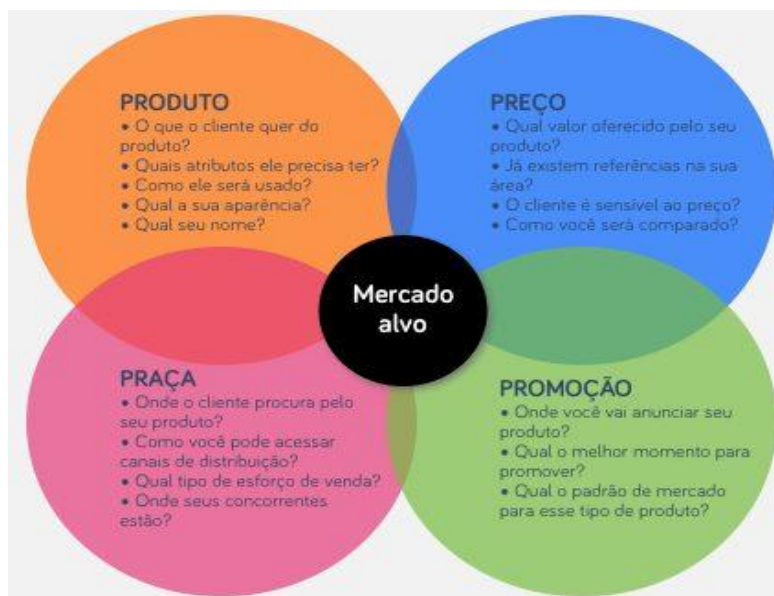 PRODUTO
• O que o cliente quer do
produto?
• Quais atributos ele precisa ter?
• Como ele será usado?
• Qual a sua aparência?
• Qual seu nome?
PREÇO
• Qual valor oferecido pelo seu
produto?
• Já existem referências na sua
área?
• O cliente é sensível ao preço?
• Como você será comparado?
Mercado
alvo
PRAÇA
• Onde o cliente procura pelo
seu produto?
• Como você pode acessar
canais de distribuição?
• Qual tipo de esforço de venda?
• Onde seus concorrentes
estão?
PROMOÇÃO
• Onde você vai anunciar seu
produto?
• Qual o melhor momento para
promover?
• Qual o padrão de mercado
para esse tipo de produto?